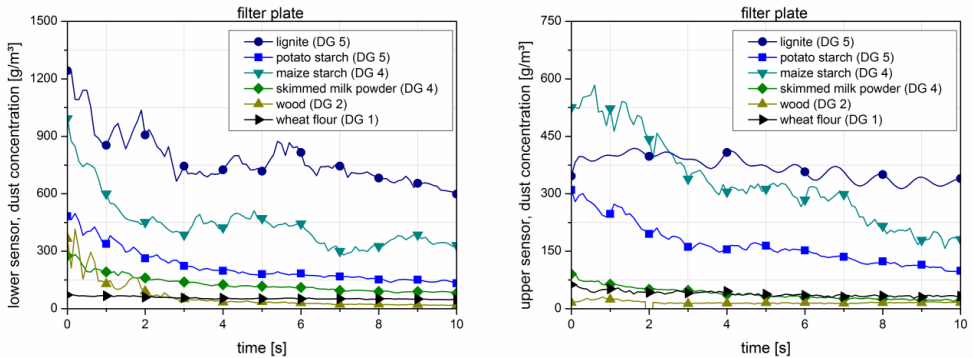 filter plate
lower sensor, dust concentration [g/m³]
1500
1200
900
600
300
0
lignite (DG 5)
potato starch (DG 5)
maize starch (DG 4)
skimmed milk powder (DG 4)
wood (DG 2)
wheat flour (DG 1)
0 2 4 6 8 10
time [s]
filter plate
upper sensor, dust concentration [g/m³]
750
600
450
300
150
0
lignite (DG 5)
potato starch (DG 5)
maize starch (DG 4)
skimmed milk powder (DG 4)
wood (DG 2)
wheat flour (DG 1)
0 2 4 6 8 10
time [s]